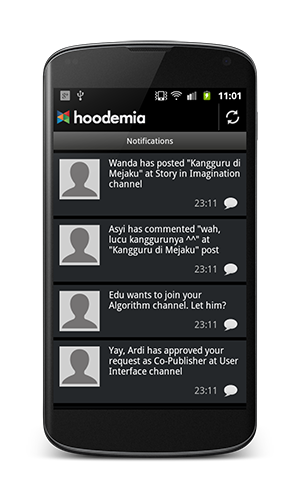 11:01
hoodemia
Notifications
Wanda has posted "Kangguru di
Mejaku" at Story in Imagination
channel
23:11
Asyi has commented "wah,
lucu kanggurunya ^^" at
"Kangguru di Mejaku" post
23:11
Edu wants to join your
Algorithm channel. Let him?
23:11
Yay, Ardi has approved your
request as Co-Publisher at User
Interface channel
23:11